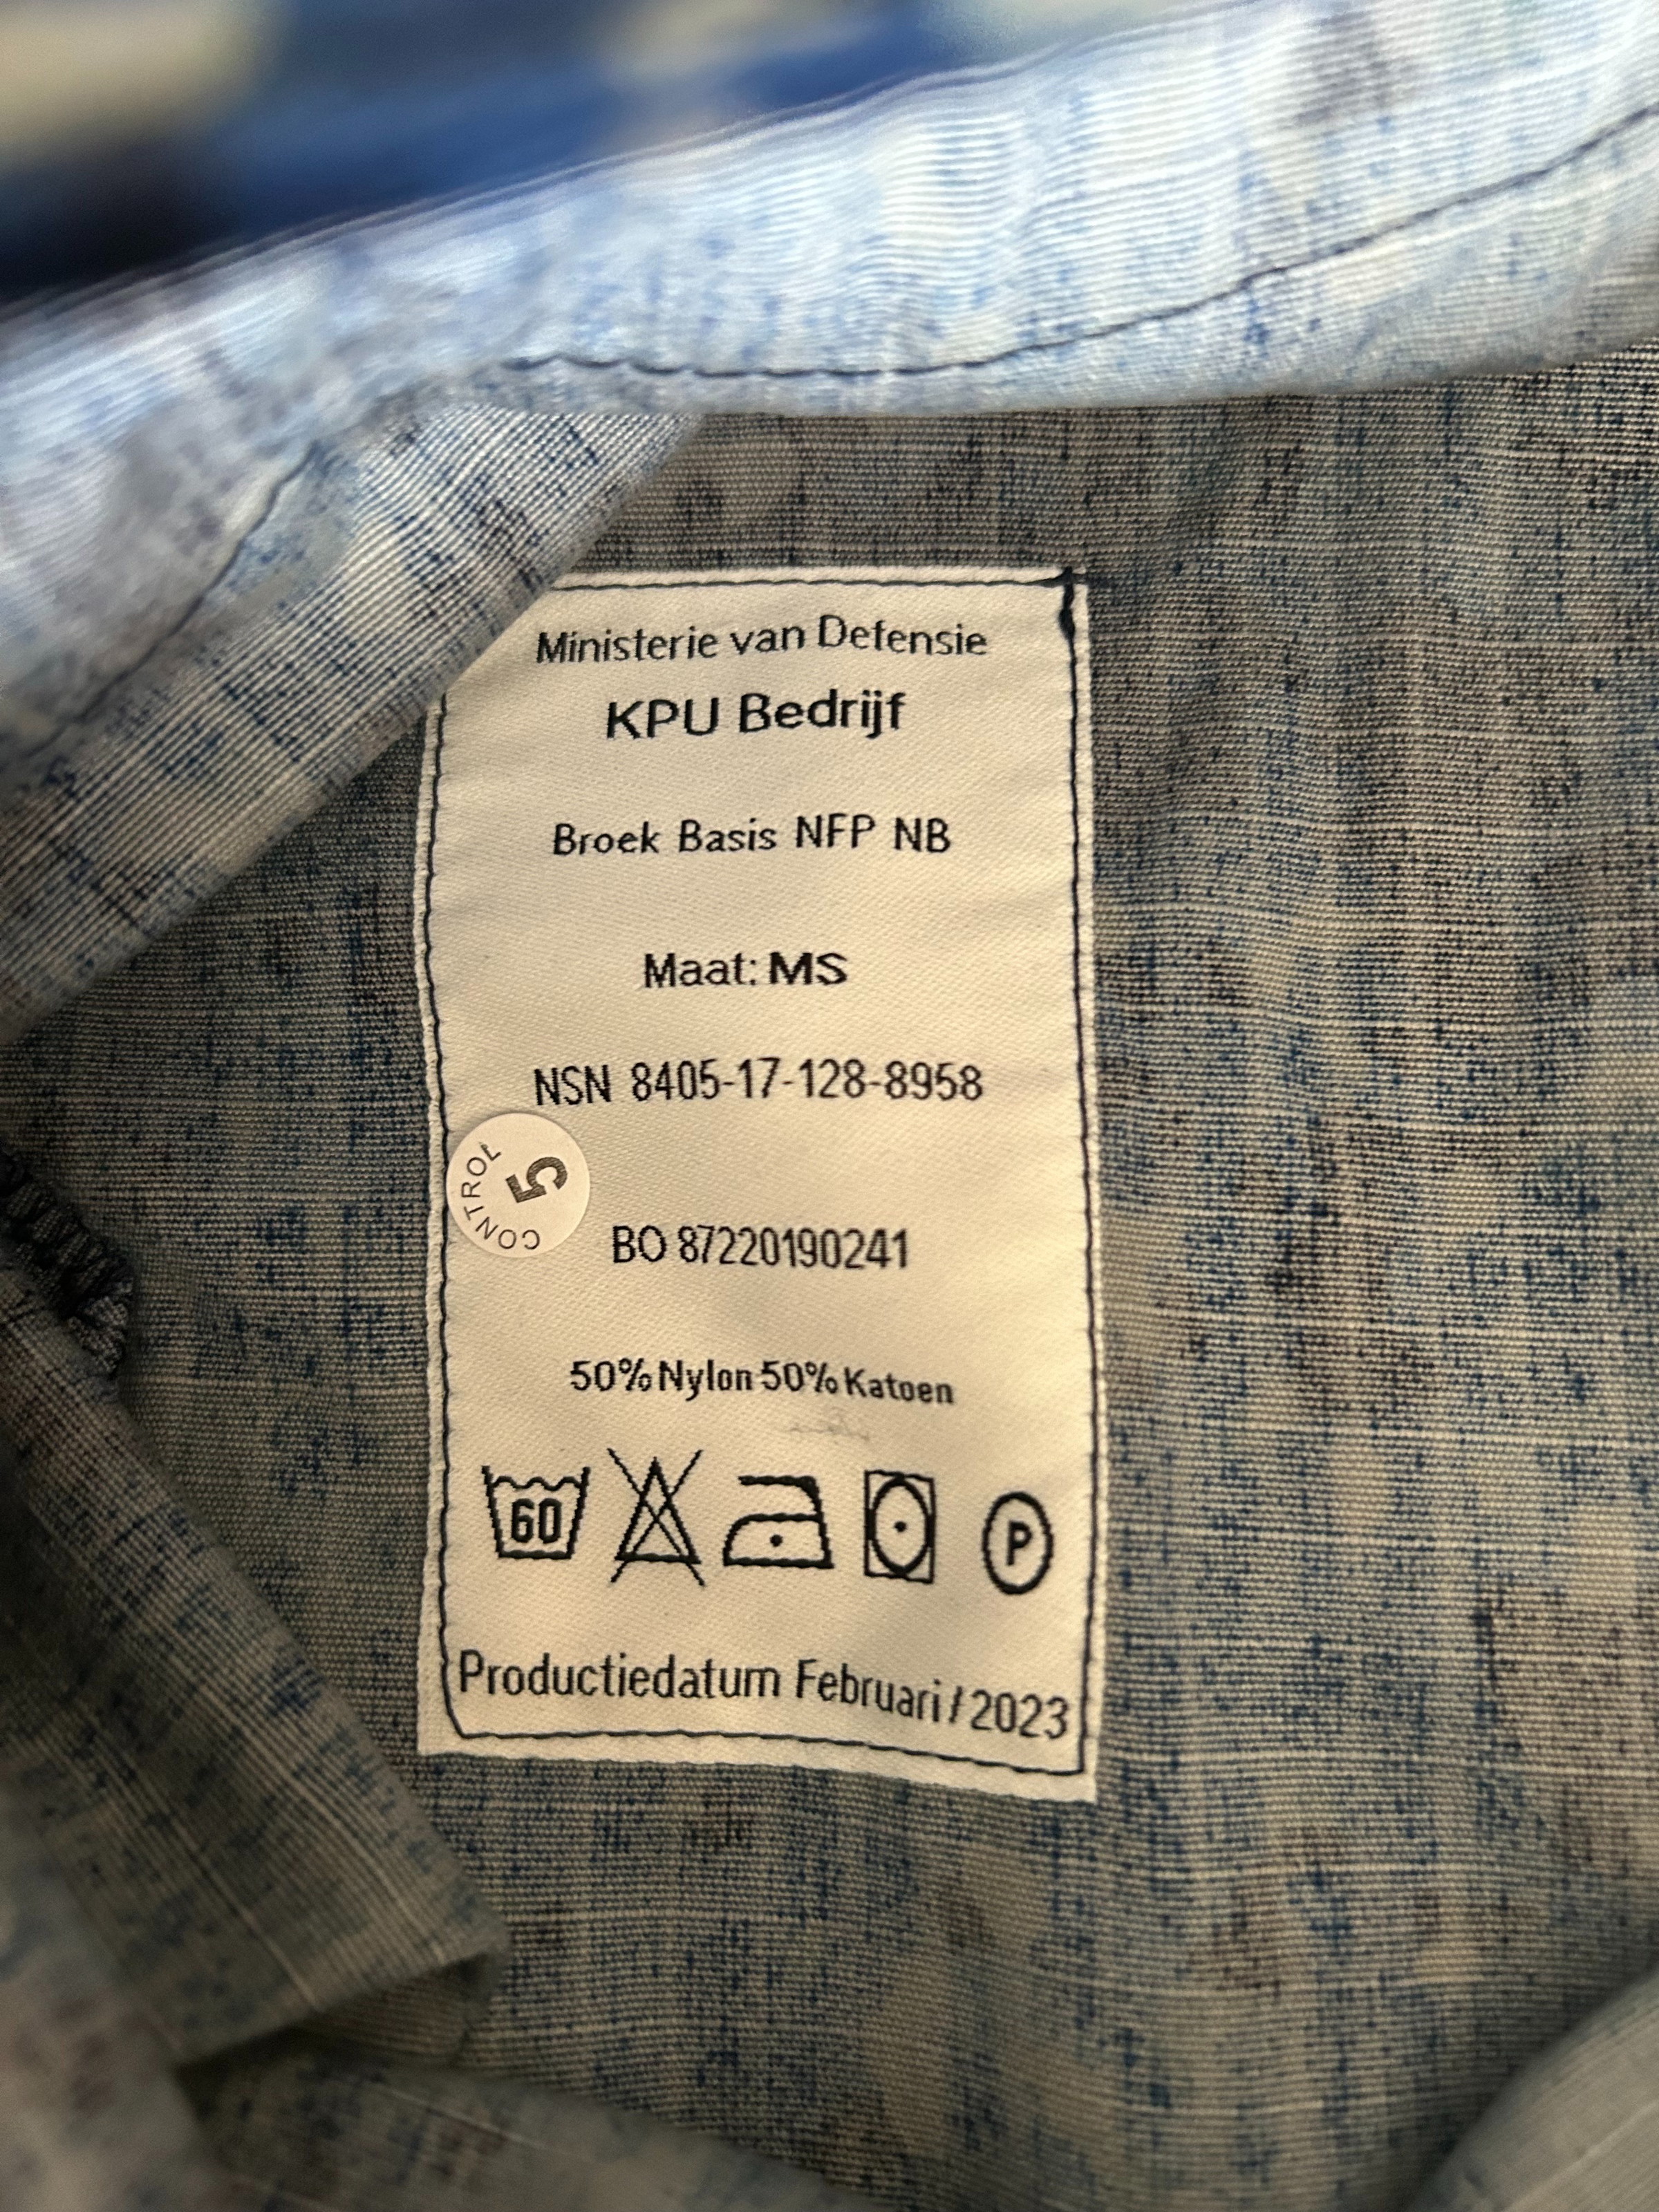 Ministerie van Defensie
KPU Bedrijf
Broek Basis NFP NB
Maat: MS
NSN 8405-17-128-8958
CONTROL
5
BO 87220190241
50% Nylon 50% Katoen
60
P
Productiedatum Februari / 2023